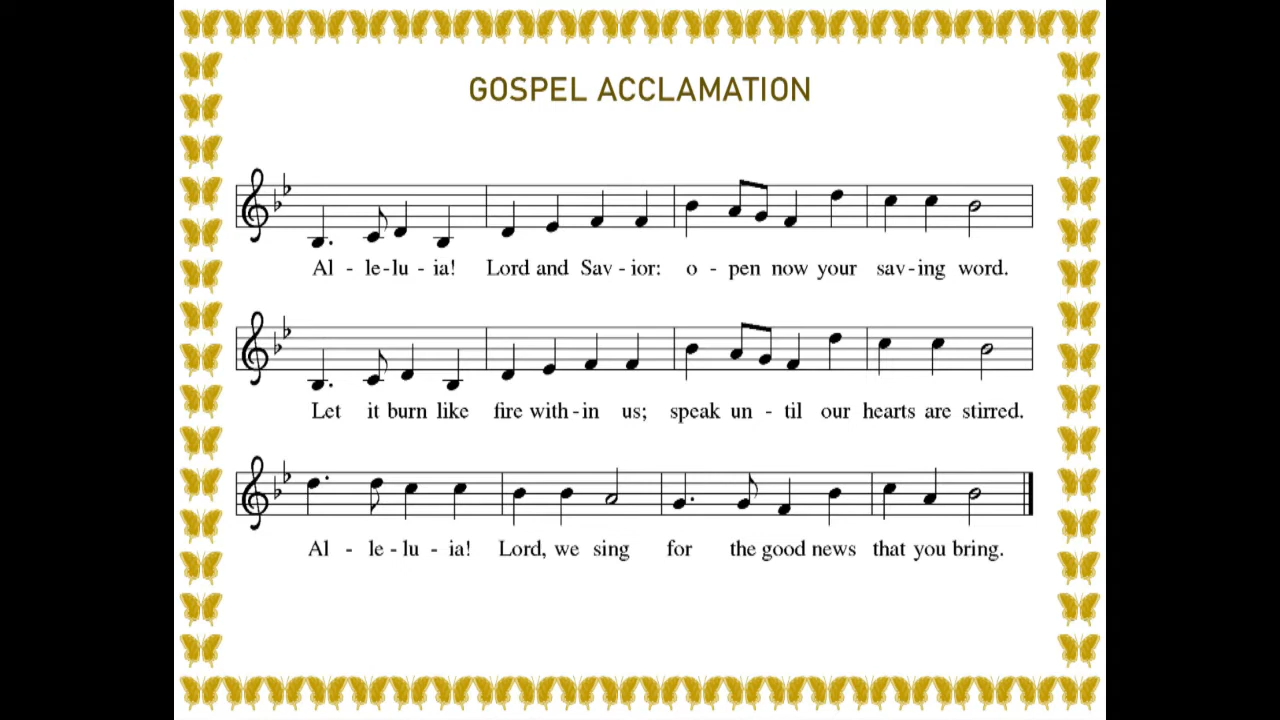 GOSPEL ACCLAMATION
Al - le - lu - ia! Lord and Sav - ior: o - pen now your sav - ing word.
Let it burn like fire with - in us; speak un - til our hearts are stirred.
Al - le - lu - ia! Lord, we sing for the good news that you bring.